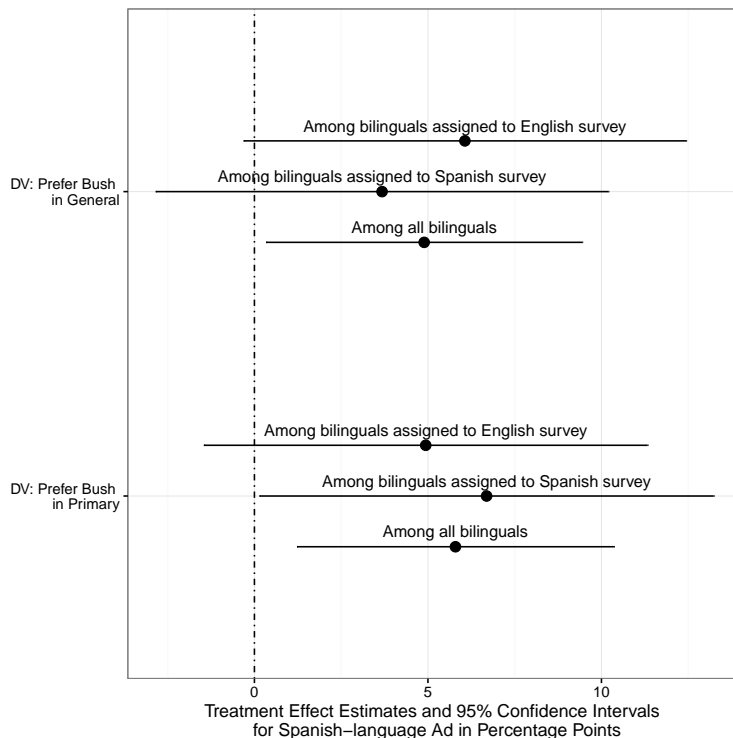 Among bilinguals assigned to English survey
Among bilinguals assigned to Spanish survey
DV: Prefer Bush
in General
Among all bilinguals
Among bilinguals assigned to English survey
Among bilinguals assigned to Spanish survey
DV: Prefer Bush
in Primary
Among all bilinguals
0 5 10
Treatment Effect Estimates and 95% Confidence Intervals
for Spanish−language Ad in Percentage Points